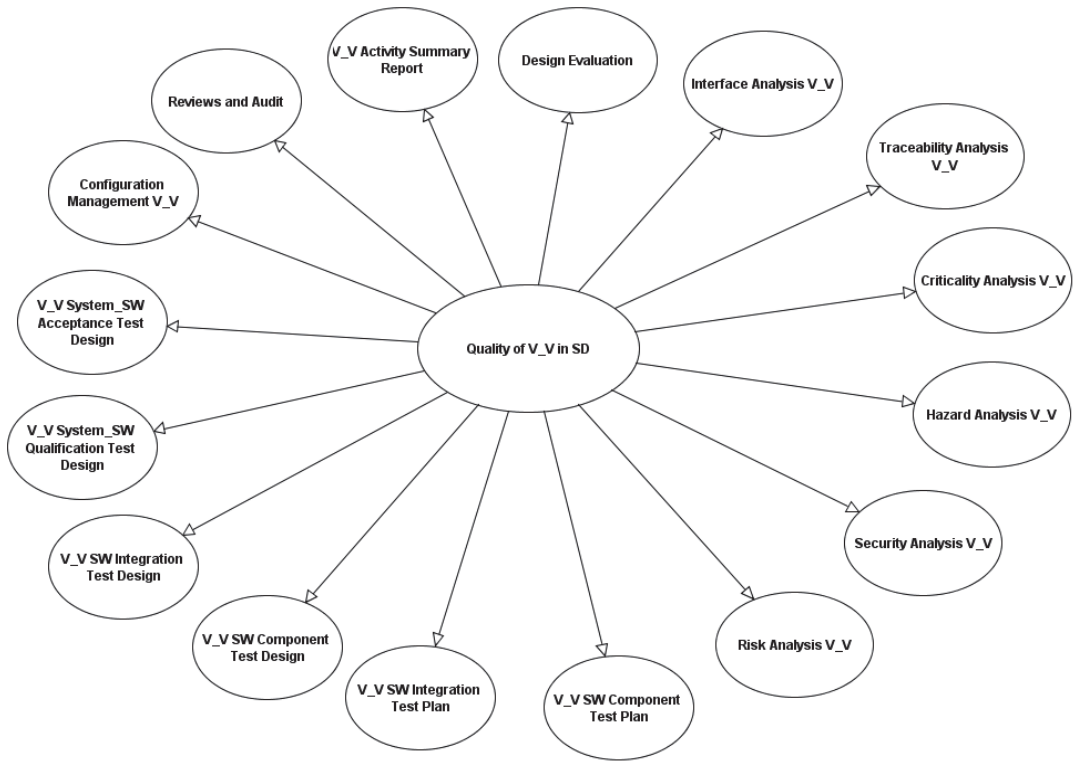 V_V Activity Summary
Report
Design Evaluation
Interface Analysis V_V
Reviews and Audit
Traceability Analysis
V_V
Configuration
Management V_V
Criticality Analysis V_V
V_V System_SW
Acceptance Test
Design
Quality of V_V in SD
Hazard Analysis V_V
V_V System_SW
Qualification Test
Design
Security Analysis V_V
V_V SW Integration
Test Design
V_V SW Component
Test Design
Risk Analysis V_V
V_V SW Integration
Test Plan
V_V SW Component
Test Plan